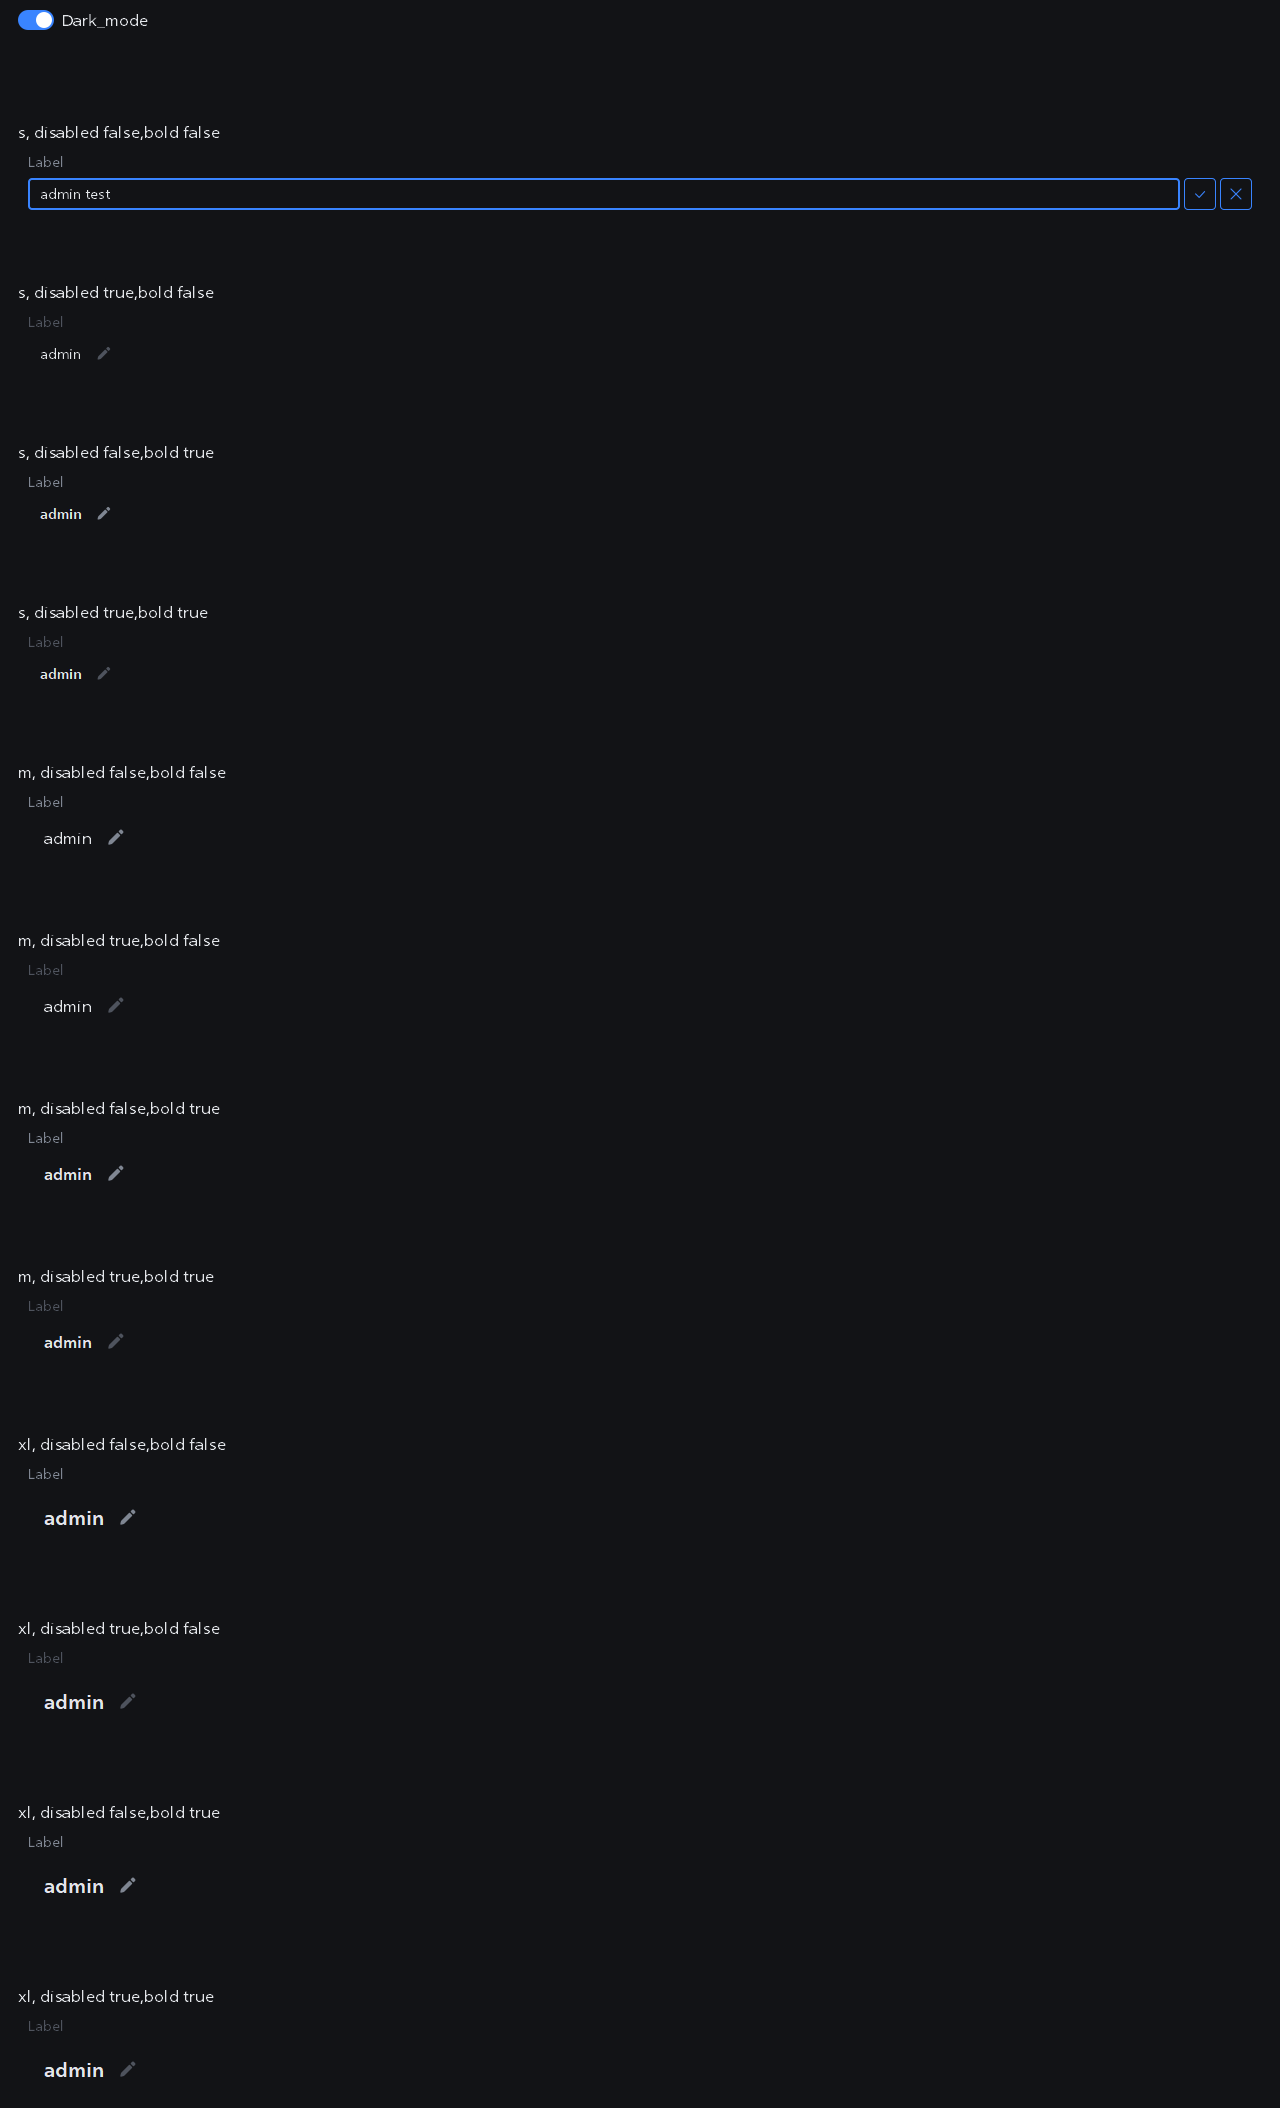 Dark_mode
s, disabled false,bold false
Label
admin test
s, disabled true,bold false
Label
admin
s, disabled false,bold true
Label
admin
s, disabled true,bold true
Label
admin
m, disabled false,bold false
Label
admin
m, disabled true,bold false
Label
admin
m, disabled false,bold true
Label
admin
m, disabled true,bold true
Label
admin
xl, disabled false,bold false
Label
admin
xl, disabled true,bold false
Label
admin
xl, disabled false,bold true
Label
admin
xl, disabled true,bold true
Label
admin